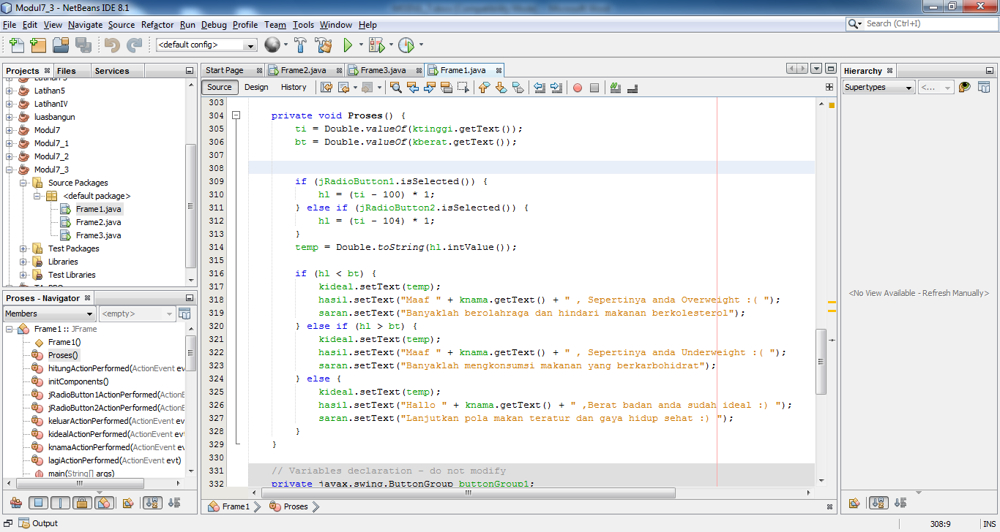 Modul7_3 - NetBeans IDE 8.1
File Edit View Navigate Source Refactor Run Debug Profile Team Tools Window Help
Search (Ctrl+I)
<default config>
Projects Files Services
Latihan5
LatihanIV
luasbangun
Modul7
Modul7_1
Modul7_2
Modul7_3
Source Packages
<default package>
Frame1.java
Frame2.java
Frame3.java
Test Packages
Libraries
Test Libraries
Proses - Navigator
Members <empty>
Frame1 :: JFrame
Frame1()
Proses()
hitungActionPerformed(ActionEvent ev
initComponents()
jRadioButton1ActionPerformed(ActionE
jRadioButton2ActionPerformed(ActionE
keluarActionPerformed(ActionEvent ev
kidealActionPerformed(ActionEvent evt
knamaActionPerformed(ActionEvent ev
lagiActionPerformed(ActionEvent evt)
main(String[] args)
Start Page Frame2.java Frame3.java Frame1.java
Source Design History
303
304 private void Proses() {
305 ti = Double.valueOf(ktinggi.getText());
306 bt = Double.valueOf(kberat.getText());
307
308
309 if (jRadioButton1.isSelected()) {
310 hl = (ti - 100) * 1;
311 } else if (jRadioButton2.isSelected()) {
312 hl = (ti - 104) * 1;
313 }
314 temp = Double.toString(hl.intValue());
315
316 if (hl < bt) {
317 kideal.setText(temp);
318 hasil.setText("Maaf " + knama.getText() + " , Sepertinya anda Overweight :( ");
319 saran.setText("Banyaklah berolahraga dan hindari makanan berkolesterol");
320 } else if (hl > bt) {
321 kideal.setText(temp);
322 hasil.setText("Maaf " + knama.getText() + " , Sepertinya anda Underweight :( ");
323 saran.setText("Banyaklah mengkonsumsi makanan yang berkarbohidrat");
324 } else {
325 kideal.setText(temp);
326 hasil.setText("Hallo " + knama.getText() + " ,Berat badan anda sudah ideal :) ");
327 saran.setText("Lanjutkan pola makan teratur dan gaya hidup sehat :) ");
328 }
329 }
330
331 // Variables declaration - do not modify
332 private javax.swing.ButtonGroup buttonGroup1;
Frame1 Proses
Hierarchy
Supertypes <...
<No View Available - Refresh Manually>
Output
308:9 INS